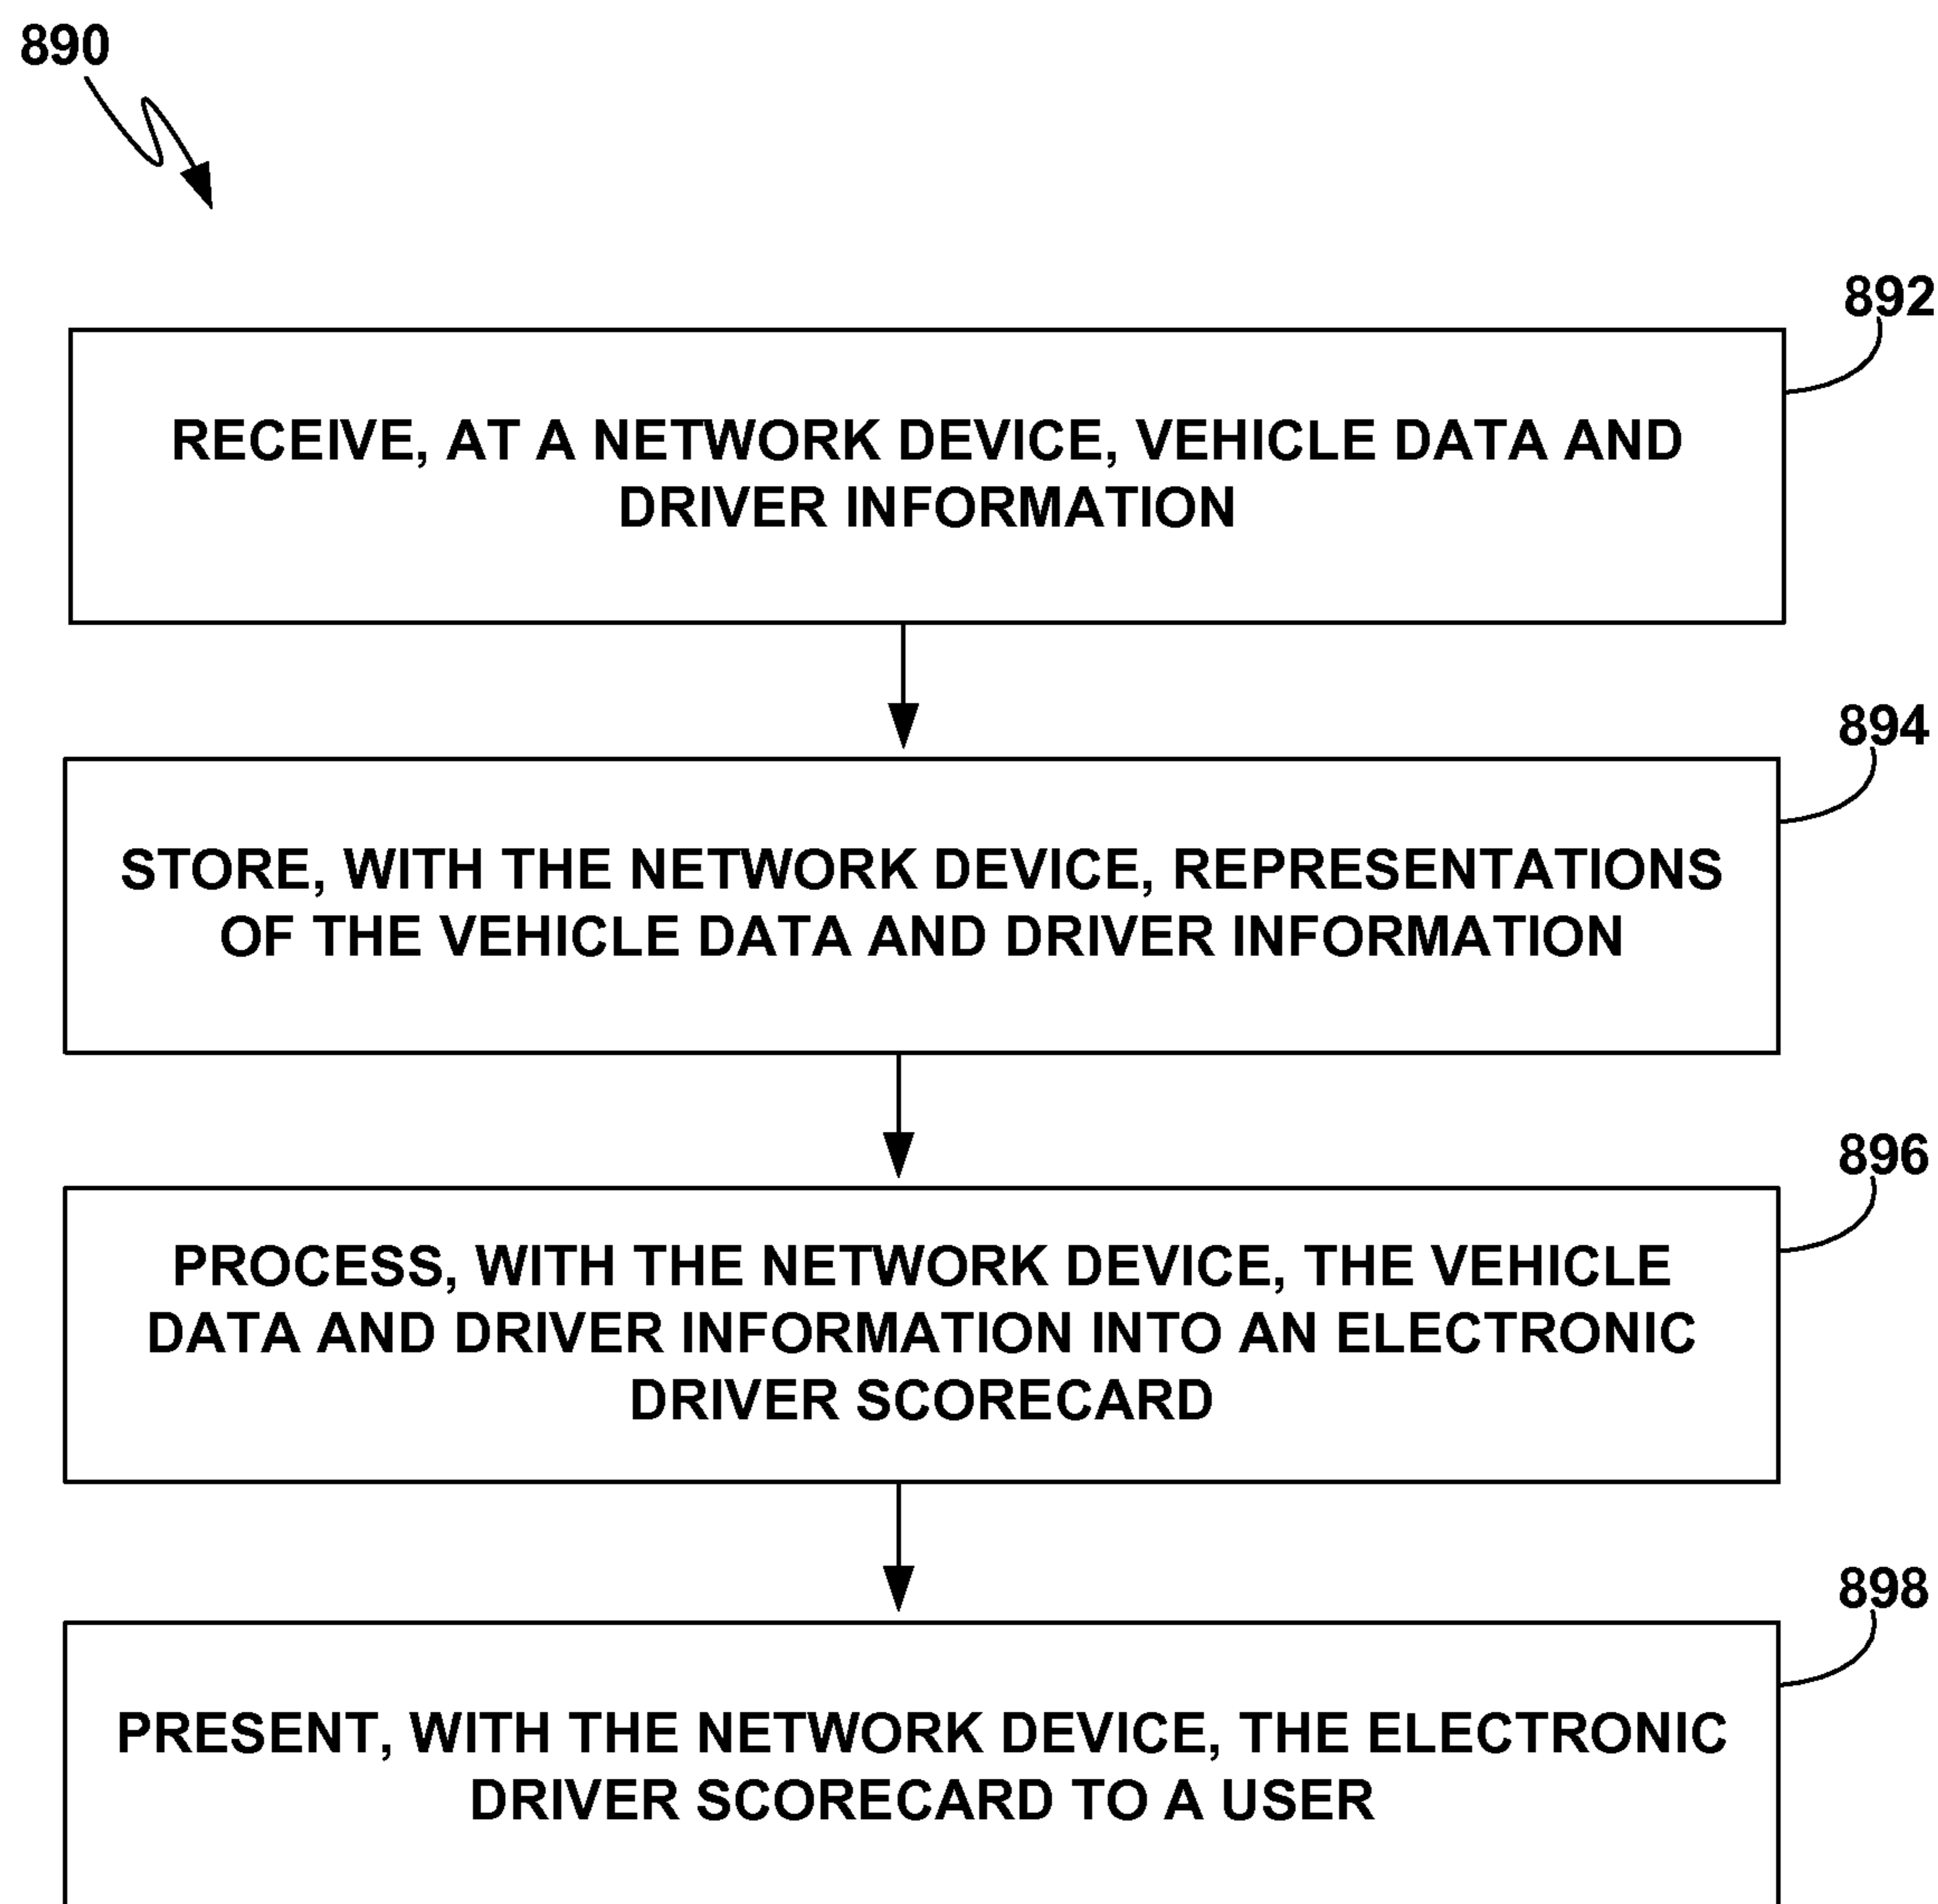 890
892
RECEIVE, AT A NETWORK DEVICE, VEHICLE DATA AND
DRIVER INFORMATION
894
STORE, WITH THE NETWORK DEVICE, REPRESENTATIONS
OF THE VEHICLE DATA AND DRIVER INFORMATION
896
PROCESS, WITH THE NETWORK DEVICE, THE VEHICLE
DATA AND DRIVER INFORMATION INTO AN ELECTRONIC
DRIVER SCORECARD
898
PRESENT, WITH THE NETWORK DEVICE, THE ELECTRONIC
DRIVER SCORECARD TO A USER